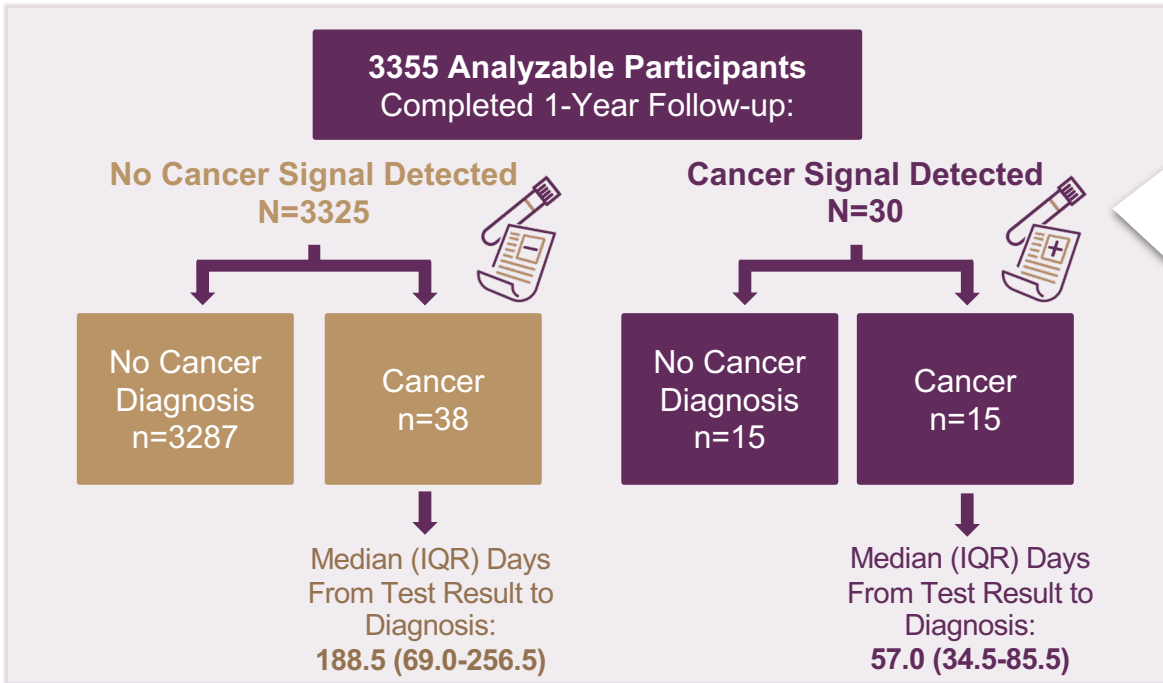 3355 Analyzable Participants
Completed 1-Year Follow-up:
No Cancer Signal Detected
N=3325
Cancer Signal Detected
N=30
No Cancer
Diagnosis
n=3287
Cancer
n=38
No Cancer
Diagnosis
n=15
Cancer
n=15
Median (IQR) Days
From Test Result to
Diagnosis:
188.5 (69.0-256.5)
Median (IQR) Days
From Test Result to
Diagnosis:
57.0 (34.5-85.5)